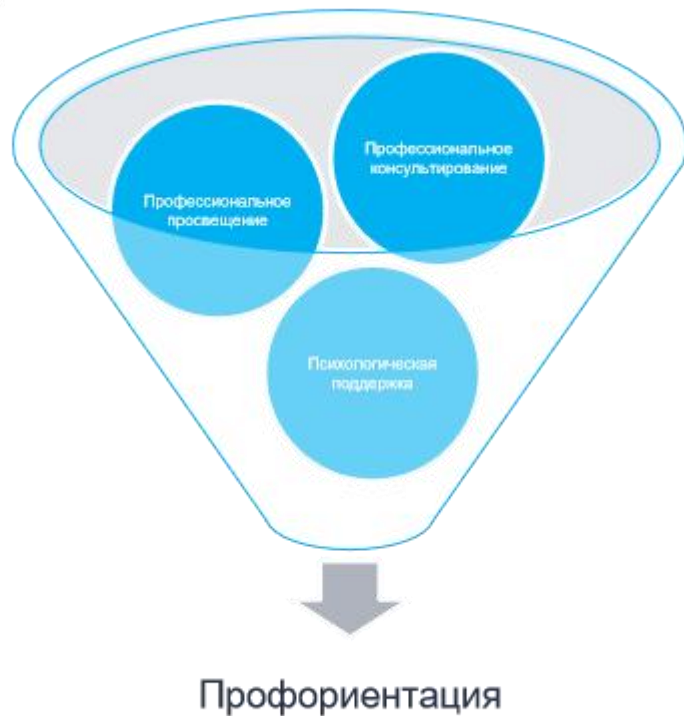 Профессиональное
консультирование
Профессиональное
просвещение
Психологическая
поддержка
Профориентация